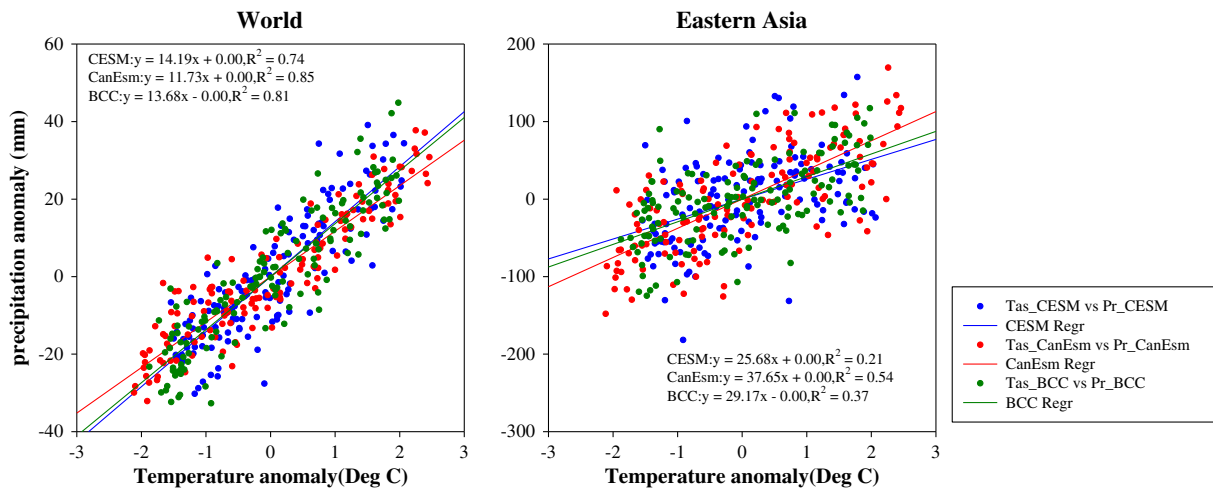 World
Eastern Asia
60
40
20
0
-20
-40
-3
-2
-1
0
1
2
3
CESM:y = 14.19x + 0.00,R² = 0.74
CanEsm:y = 11.73x + 0.00,R² = 0.85
BCC:y = 13.68x - 0.00,R² = 0.81
precipitation anomaly (mm)
Temperature anomaly(Deg C)
200
100
0
-100
-200
-300
-3
-2
-1
0
1
2
3
CESM:y = 25.68x + 0.00,R² = 0.21
CanEsm:y = 37.65x + 0.00,R² = 0.54
BCC:y = 29.17x - 0.00,R² = 0.37
Temperature anomaly(Deg C)
Tas_CESM vs Pr_CESM
CESM Regr
Tas_CanEsm vs Pr_CanEsm
CanEsm Regr
Tas_BCC vs Pr_BCC
BCC Regr